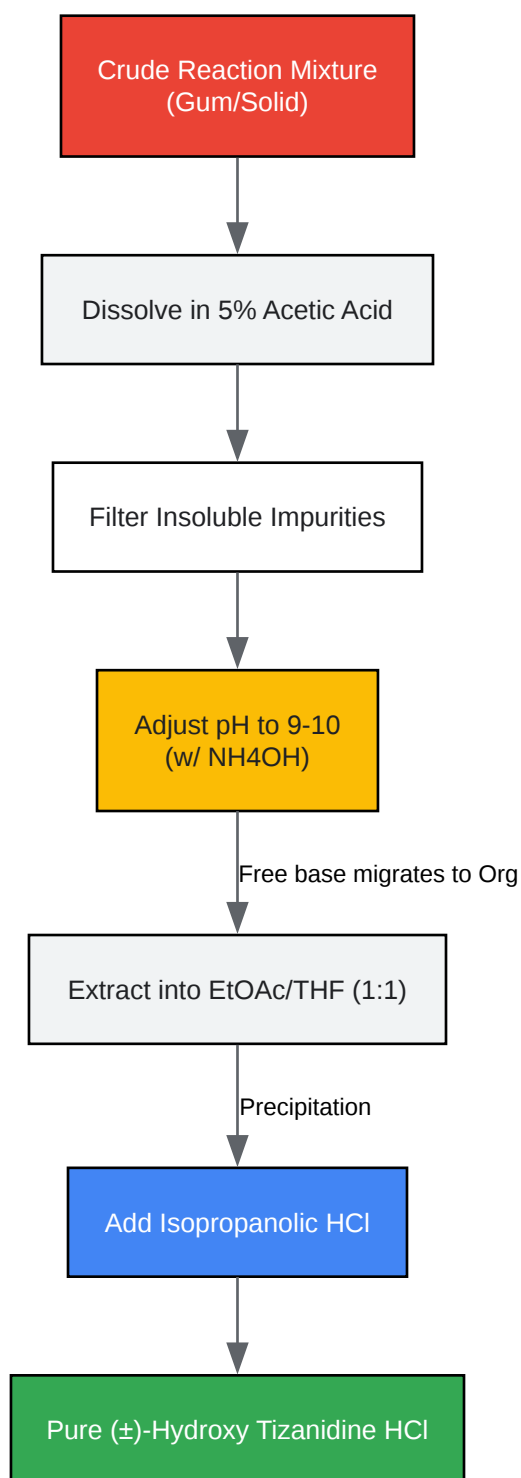 Crude Reaction Mixture
(Gum/Solid)
Dissolve in 5% Acetic Acid
Filter Insoluble Impurities
Adjust pH to 9-10
(w/ NH4OH)
Free base migrates to Org
Extract into EtOAc/THF (1:1)
Precipitation
Add Isopropanolic HCl
Pure (±)-Hydroxy Tizanidine HCl